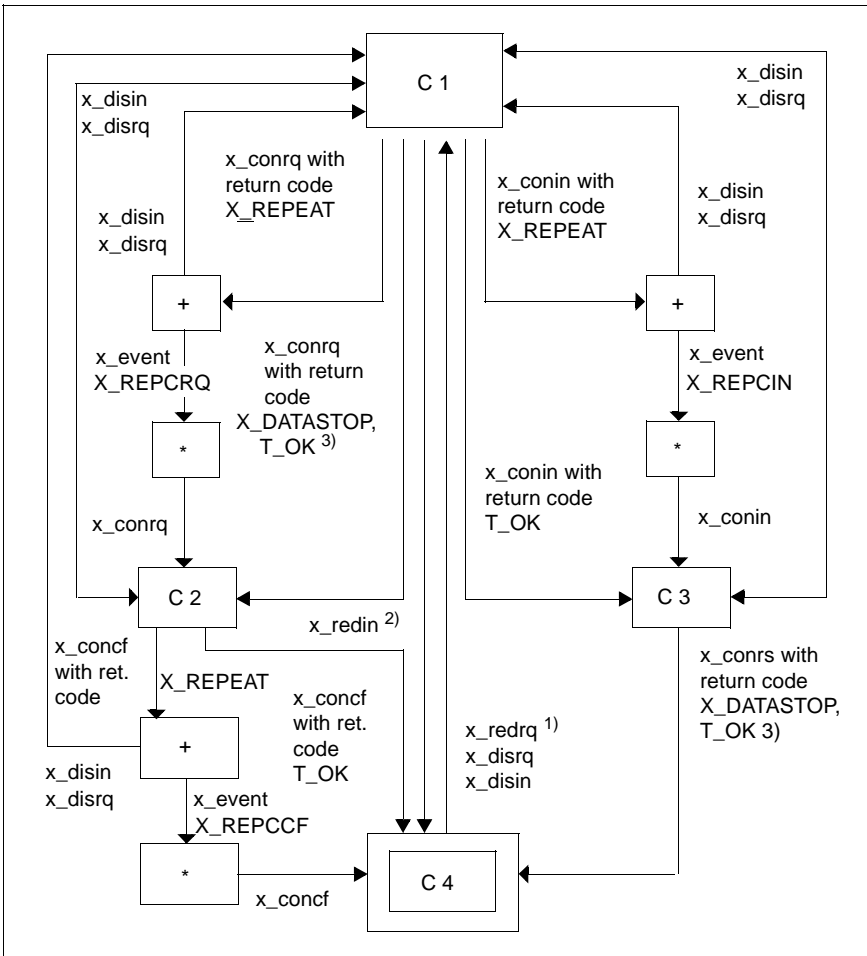 C 1
x_disin
x_disrq
x_disin
x_disrq
x_conrq with
return code
X_REPEAT
x_conin with
return code
X_REPEAT
x_disin
x_disrq
x_disin
x_disrq
+
+
x_event
X_REPCRQ
x_conrq
with return
code
X_DATASTOP,
T_OK 3)
x_event
X_REPCIN
*
*
x_conin with
return code
T_OK
x_conrq
x_conin
C 2
C 3
x_redin 2)
x_concf
with ret.
code
X_REPEAT
x_concf
with ret.
code
T_OK
x_conrs with
return code
X_DATASTOP,
T_OK 3)
x_redrq 1)
x_disrq
x_disin
+
x_disin
x_disrq
x_event
X_REPCCF
*
x_concf
C 4